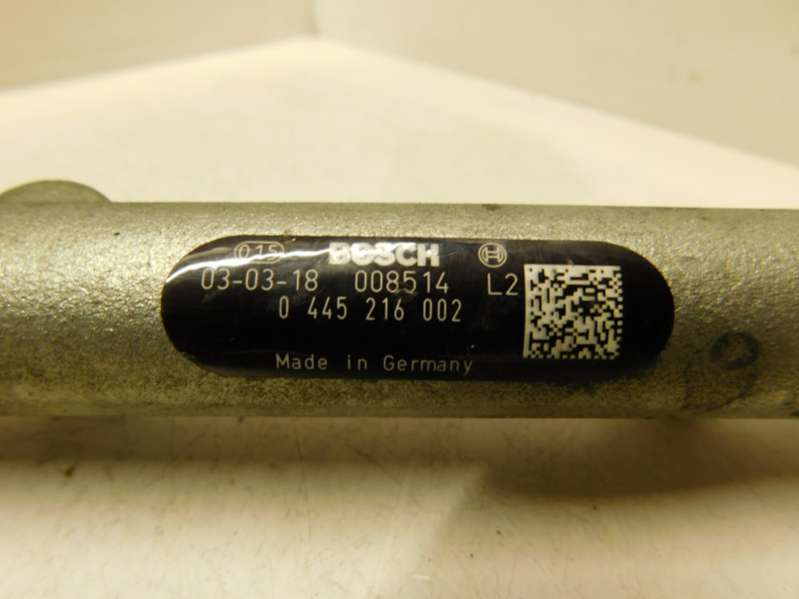 015 BOSCH
03-03-18 008514 L2
0 445 216 002
Made in Germany